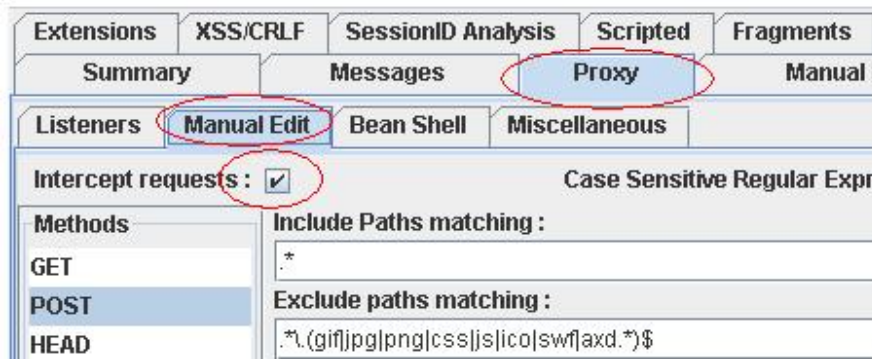 Extensions XSS/CRLF SessionID Analysis Scripted Fragments
Summary Messages Proxy Manual
Listeners Manual Edit Bean Shell Miscellaneous
Intercept requests : Case Sensitive Regular Expr
Methods Include Paths matching :
GET .*
POST Exclude paths matching :
HEAD .*\.(gif|jpg|png|css|js|ico|swf|axd.*)$